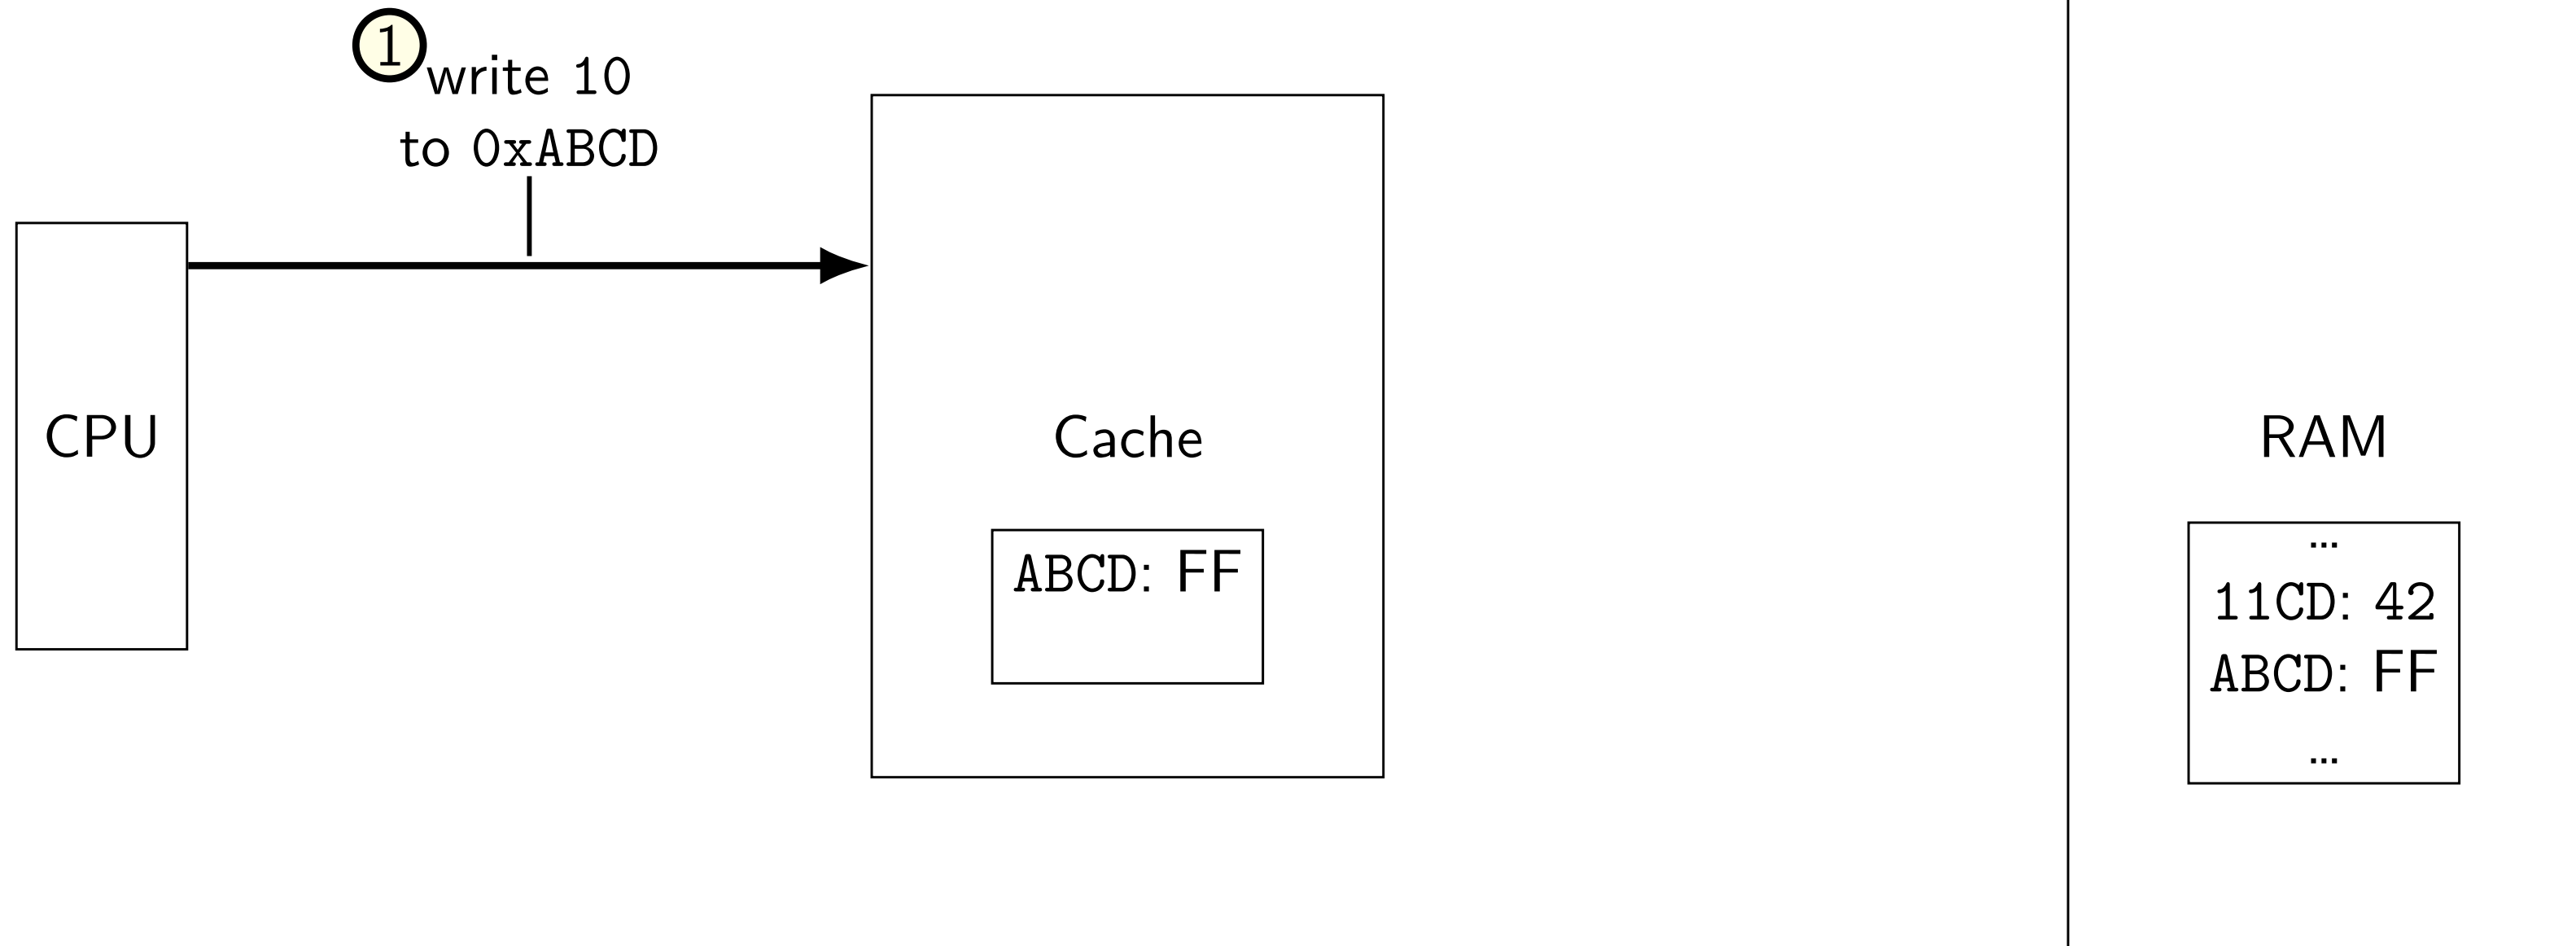 1
write 10
to 0xABCD
CPU
Cache
ABCD: FF
RAM
...
11CD: 42
ABCD: FF
...